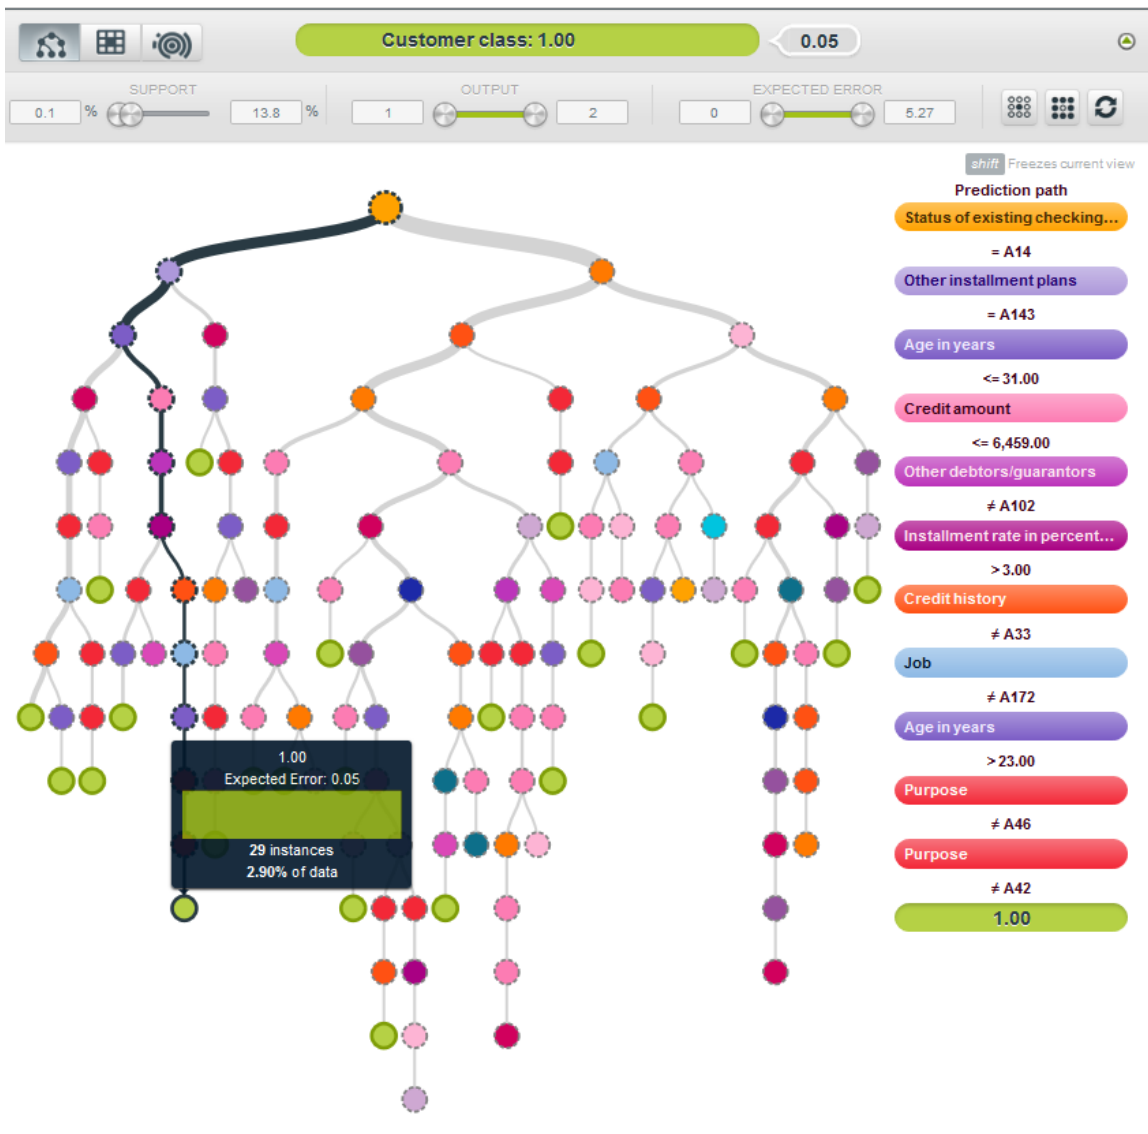 Customer class: 1.00
0.05
SUPPORT
OUTPUT
EXPECTED ERROR
0.1 %
13.8 %
1
2
0
5.27
shift Freezes current view
Prediction path
Status of existing checking...
= A14
Other installment plans
= A143
Age in years
<= 31.00
Credit amount
<= 6,459.00
Other debtors/guarantors
≠ A102
Installment rate in percent...
> 3.00
Credit history
≠ A33
Job
≠ A172
Age in years
> 23.00
Purpose
≠ A46
Purpose
≠ A42
1.00
1.00
Expected Error: 0.05
29 instances
2.90% of data